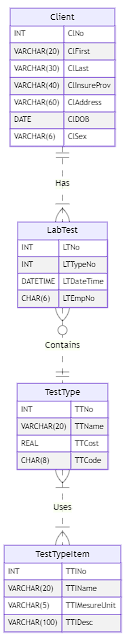 Client
INT ClNo
VARCHAR(20) ClFirst
VARCHAR(30) ClLast
VARCHAR(40) ClInsureProv
VARCHAR(60) ClAddress
DATE ClDOB
VARCHAR(6) ClSex
Has
LabTest
INT LTNo
INT LTTypeNo
DATETIME LTDateTime
CHAR(6) LTEmpNo
Contains
TestType
INT TTNo
VARCHAR(20) TTName
REAL TTCost
CHAR(8) TTCode
Uses
TestTypeItem
INT TTINo
VARCHAR(20) TTIName
VARCHAR(5) TTIMesureUnit
VARCHAR(100) TTIDesc